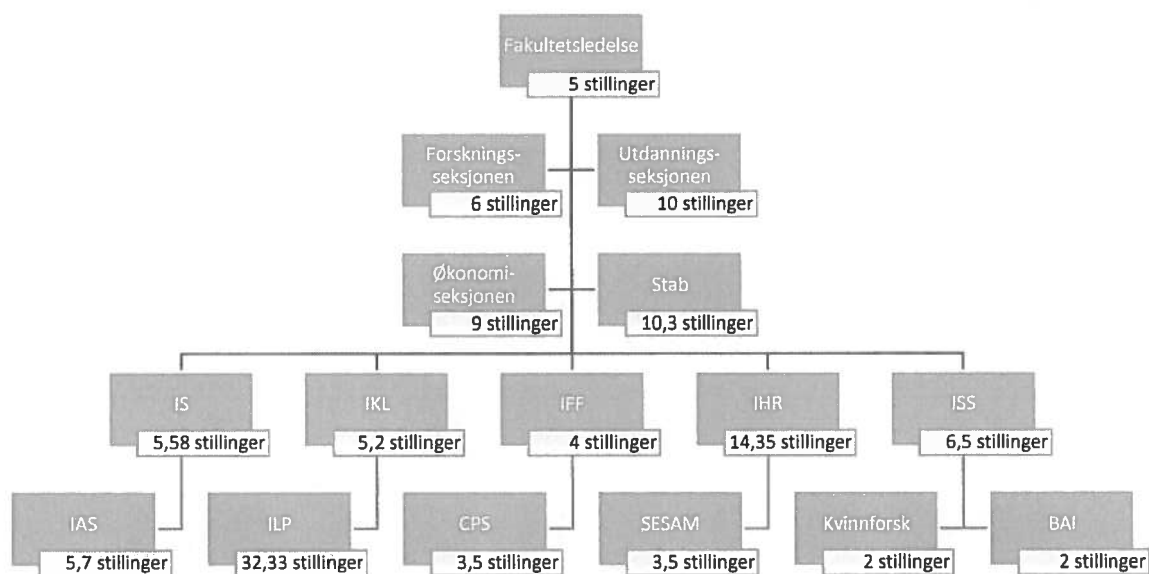 Fakultetsledelse
5 stillinger
Forsknings-
seksjonen
6 stillinger
Utdannings-
seksjonen
10 stillinger
Økonomi-
seksjonen
9 stillinger
Stab
10,3 stillinger
IS
5,58 stillinger
IKL
5,2 stillinger
IFF
4 stillinger
IHR
14,35 stillinger
ISS
6,5 stillinger
IAS
5,7 stillinger
ILP
32,33 stillinger
CPS
3,5 stillinger
SESAM
3,5 stillinger
Kvinnforsk
2 stillinger
BAI
2 stillinger